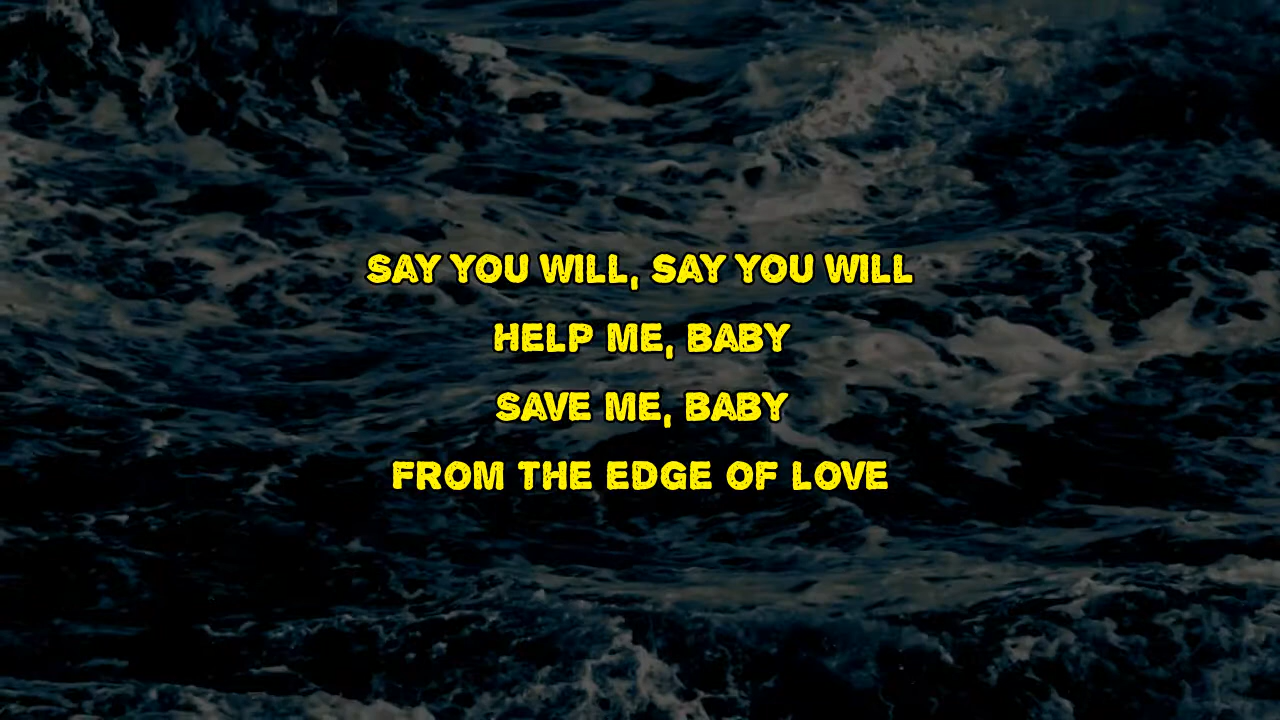 SAY YOU WILL, SAY YOU WILL
HELP ME, BABY
SAVE ME, BABY
FROM THE EDGE OF LOVE